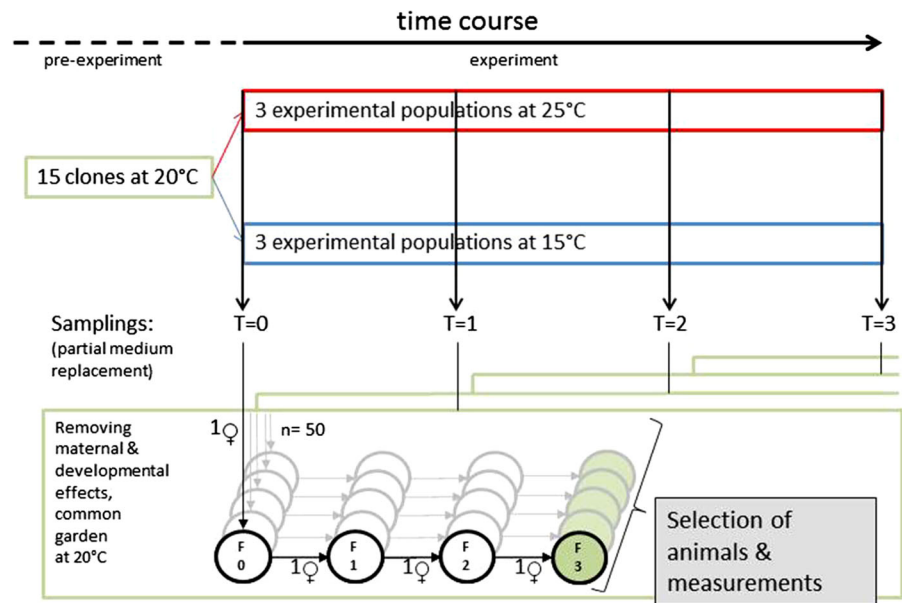 time course
pre-experiment
experiment
3 experimental populations at 25°C
15 clones at 20°C
3 experimental populations at 15°C
Samplings:
(partial medium
replacement)
T=0
T=1
T=2
T=3
Removing
maternal &
developmental
effects,
common
garden
at 20°C
1♀
n= 50
F
0
1♀
F
1
1♀
F
2
1♀
F
3
Selection of
animals &
measurements